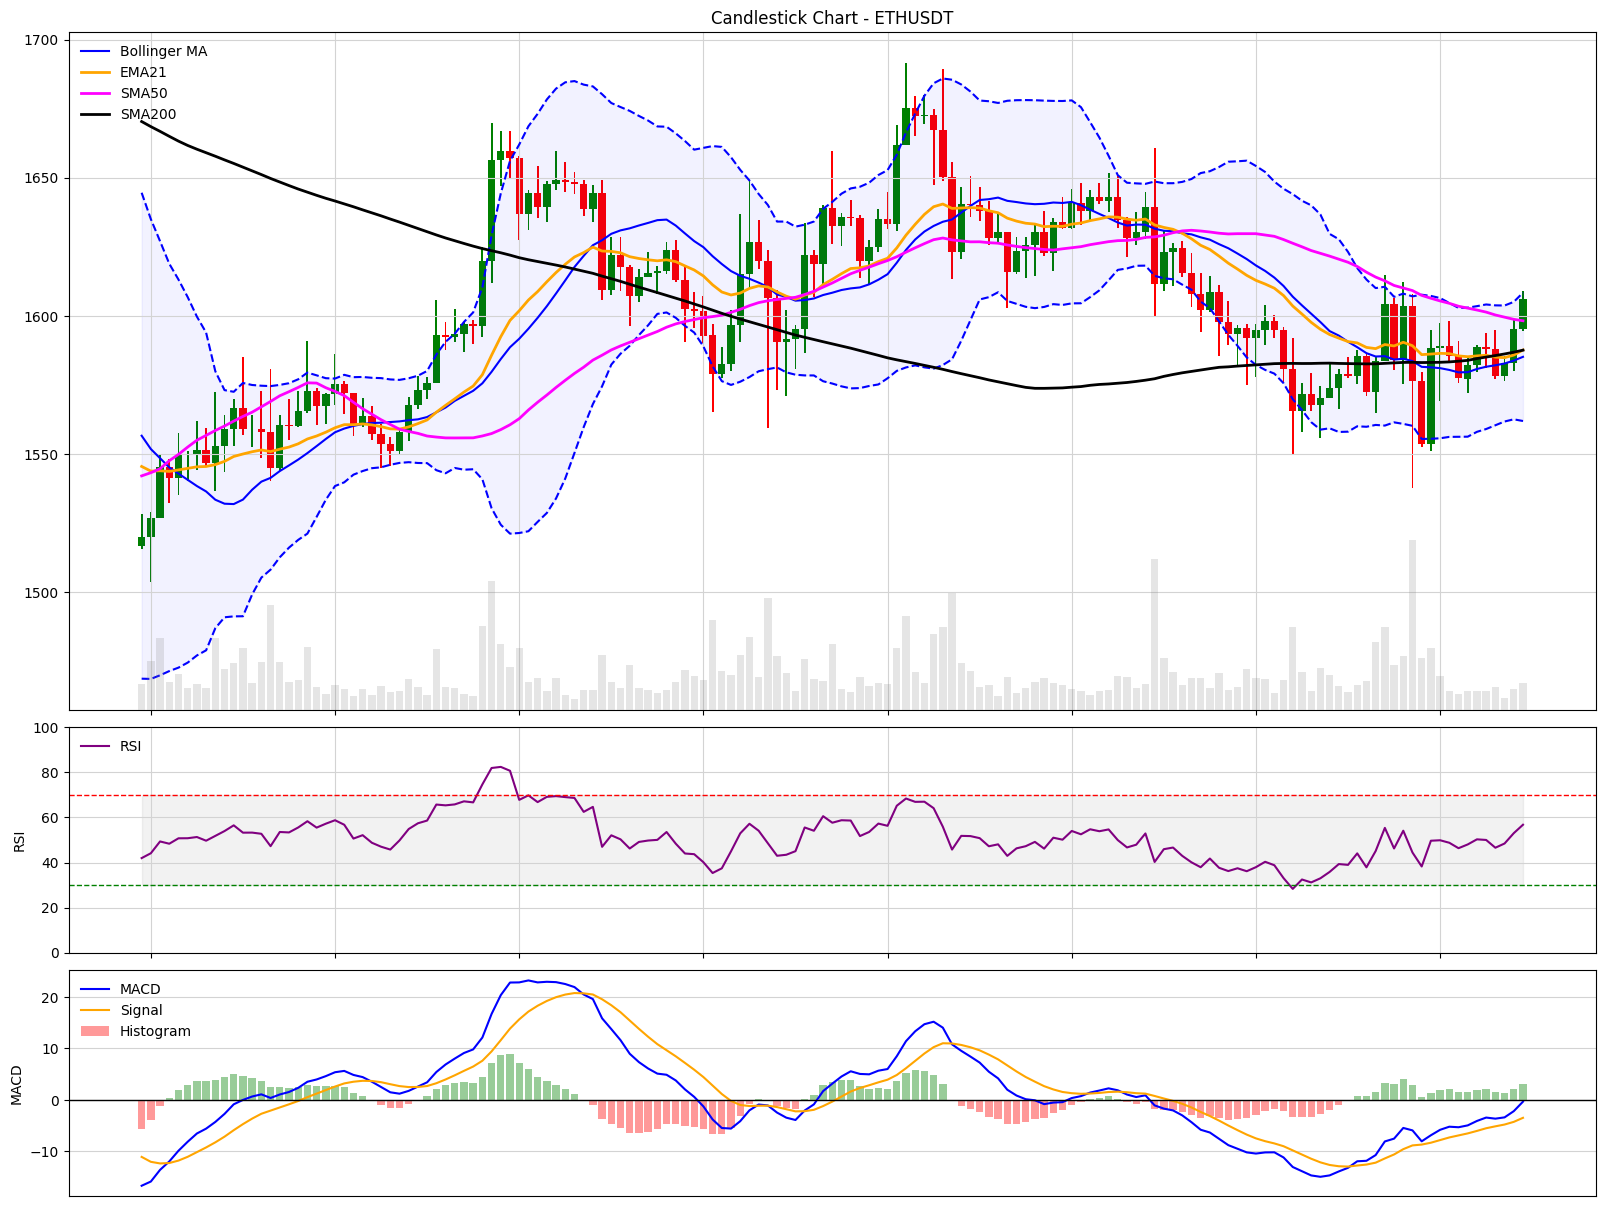 Candlestick Chart - ETHUSDT
Bollinger MA
EMA21
SMA50
SMA200
1700
1650
1600
1550
1500
RSI
100
80
60
40
20
0
RSI
MACD
Signal
Histogram
20
10
0
−10
MACD